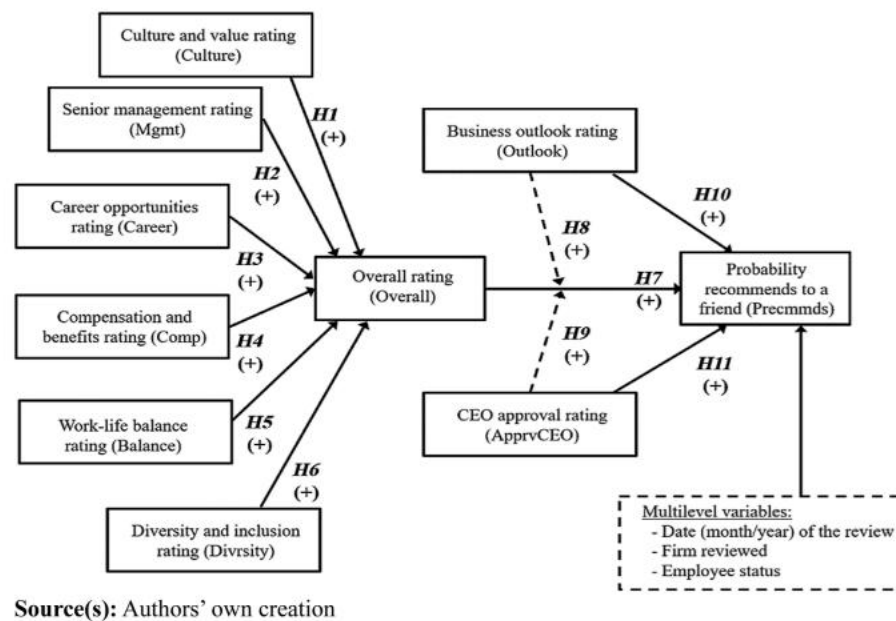 Culture and value rating
(Culture)
Senior management rating
(Mgmt)
Career opportunities
rating (Career)
Compensation and
benefits rating (Comp)
Work-life balance
rating (Balance)
Diversity and inclusion
rating (Divrsity)
H1
(+)
H2
(+)
H3
(+)
H4
(+)
H5
(+)
H6
(+)
Overall rating
(Overall)
Business outlook rating
(Outlook)
H8
(+)
H10
(+)
H7
(+)
H9
(+)
H11
(+)
CEO approval rating
(ApprvCEO)
Probability
recommends to a
friend (Precmmds)
Multilevel variables:
- Date (month/year) of the review
- Firm reviewed
- Employee status
Source(s): Authors' own creation